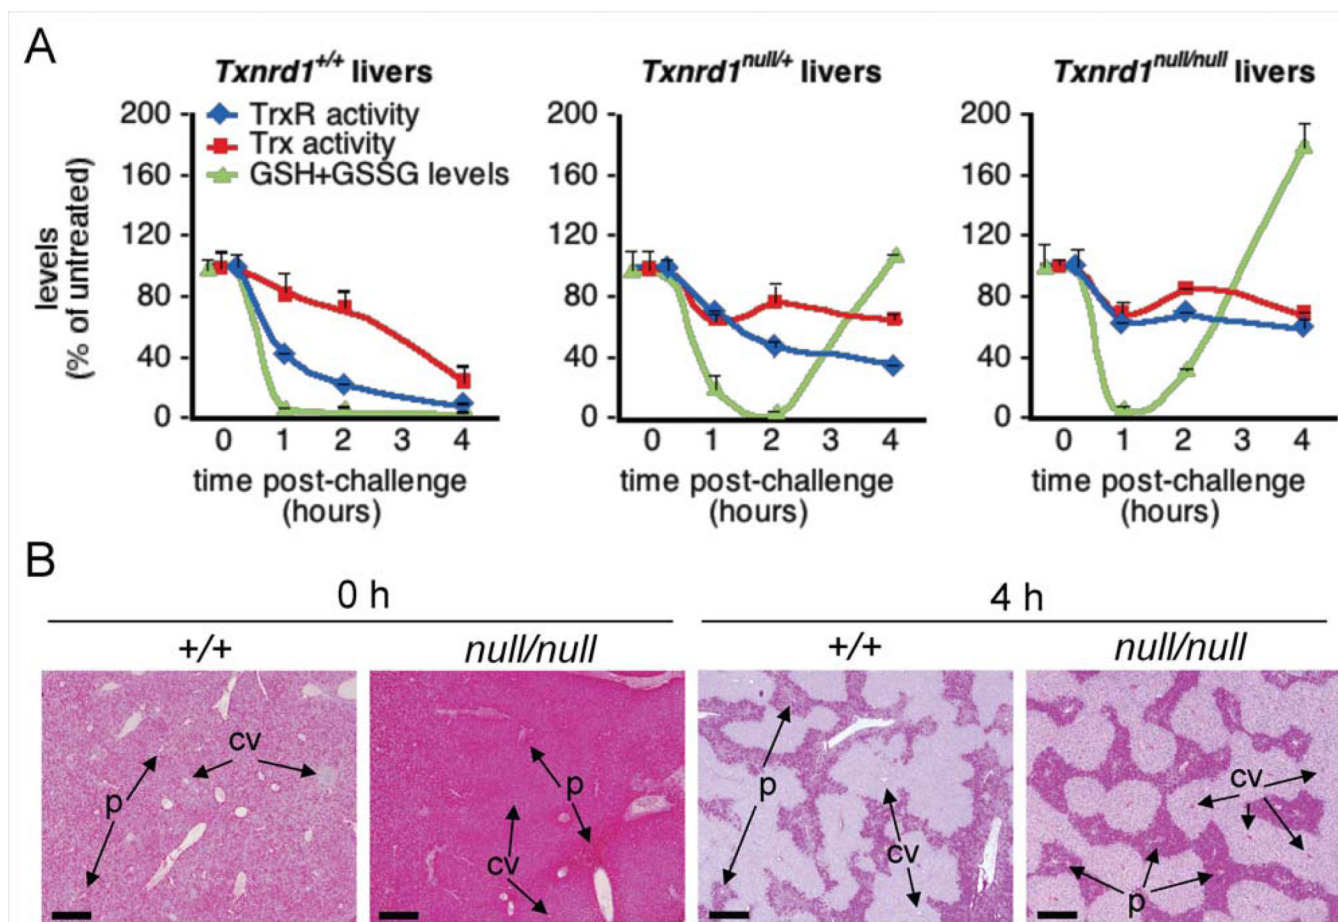 A
Txnrd1+/+ livers
Txnrd1null/+ livers
Txnrd1null/null livers
TrxR activity
Trx activity
GSH+GSSG levels
levels
(% of untreated)
200
160
120
80
40
0
0 1 2 3 4
time post-challenge
(hours)
200
160
120
80
40
0
0 1 2 3 4
time post-challenge
(hours)
200
160
120
80
40
0
0 1 2 3 4
time post-challenge
(hours)
B
0 h
4 h
+/+
null/null
+/+
null/null
p
cv
p
cv
p
cv
p
cv